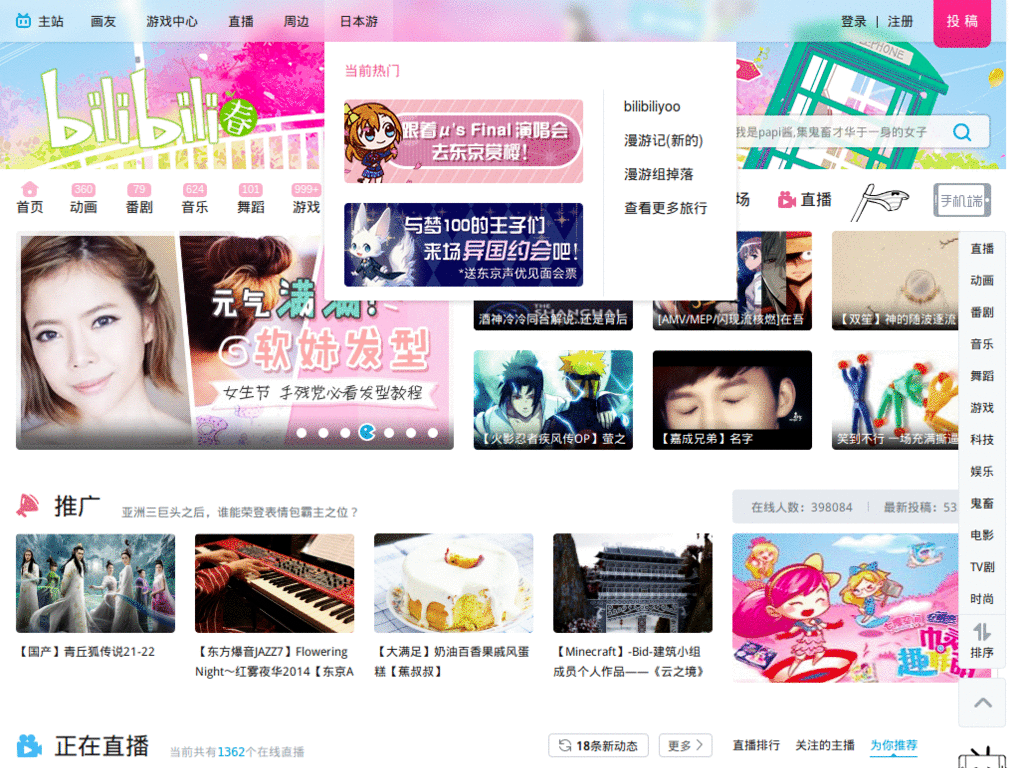 主站 画友 游戏中心 直播 周边 日本游 登录 | 注册 投 稿
当前热门
bilibili 春
跟着μ's Final 演唱会
去东京赏樱!
与梦100的王子们
来场异国约会吧!
*送东京声优见面会票
bilibiliyoo
漫游记(新的)
漫游组掉落
查看更多旅行
PHONE
我是papi酱,集鬼畜才华于一身的女子
360 79 624 101 999+
首页 动画 番剧 音乐 舞蹈 游戏 场 直播 手机端
元气满满!
软妹发型
女生节 手残党必看发型教程
酒神冷冷同台解说.还是背后
[AMV/MEP/闪现流核燃]在吾
【双笙】神的随波逐流
【火影忍者疾风传OP】萤之
【嘉成兄弟】名字
笑到不行 一场充满撕逼
直播
动画
番剧
音乐
舞蹈
游戏
科技
娱乐
鬼畜
电影
TV剧
时尚
排序
推广 亚洲三巨头之后，谁能荣登表情包霸主之位？
在线人数：398084 最新投稿：53
【国产】青丘狐传说21-22
【东方爆音JAZZ7】Flowering
Night～红雾夜华2014【东京A
【大满足】奶油百香果戚风蛋
糕【蕉叔叔】
【Minecraft】-Bid-建筑小组
成员个人作品——《云之境》
正在直播 当前共有1362个在线直播
18条新动态 更多 直播排行 关注的主播 为你推荐